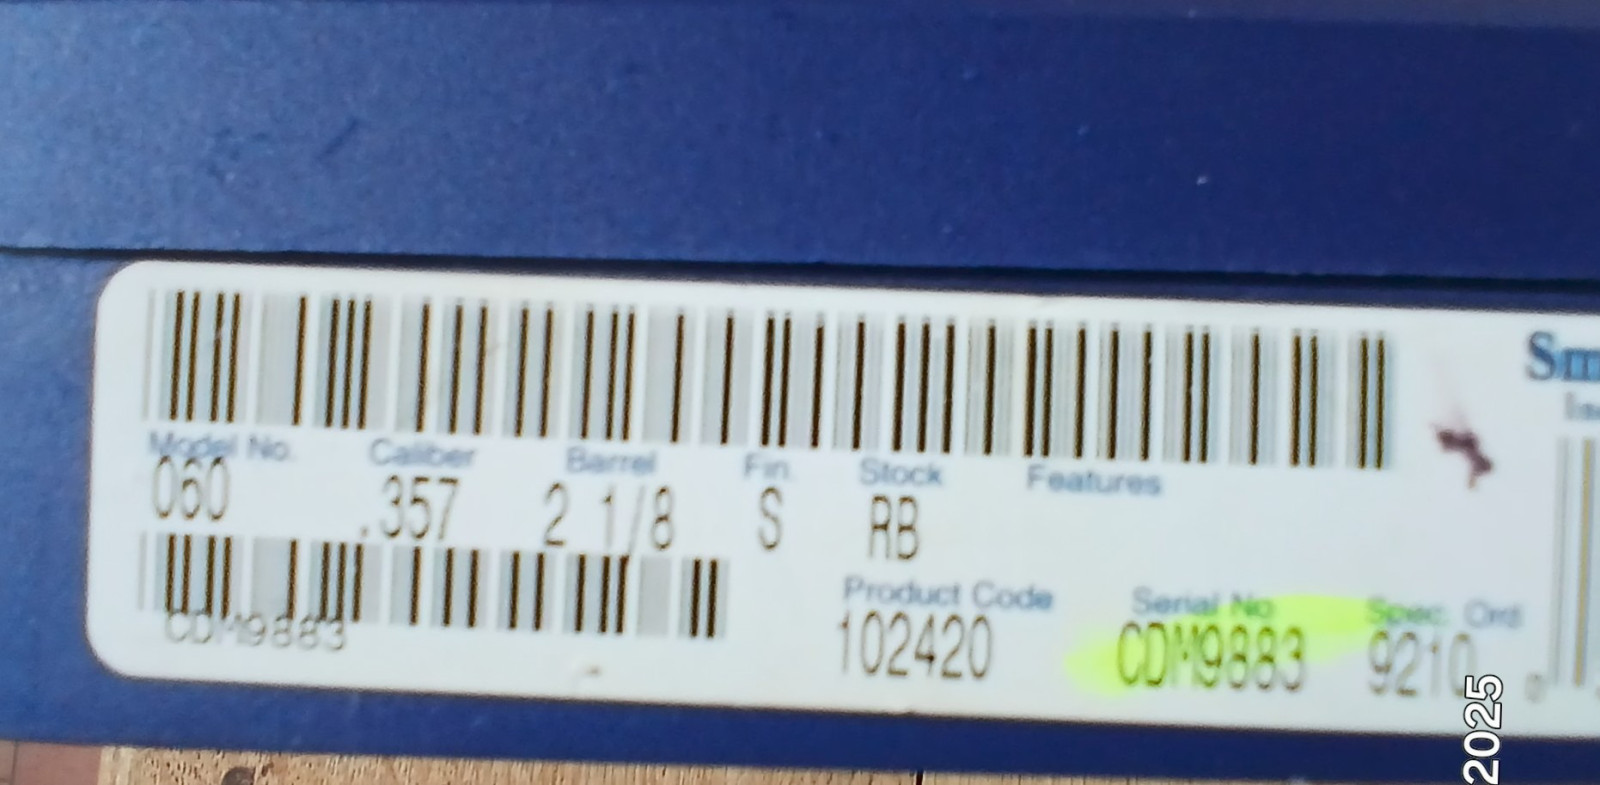 Model No. Caliber Barrel Fin. Stock Features
060 .357 2 1/8 S RB
CDM9883
Product Code Serial No. Spec. Ord
102420 CDM9883 9210
2025